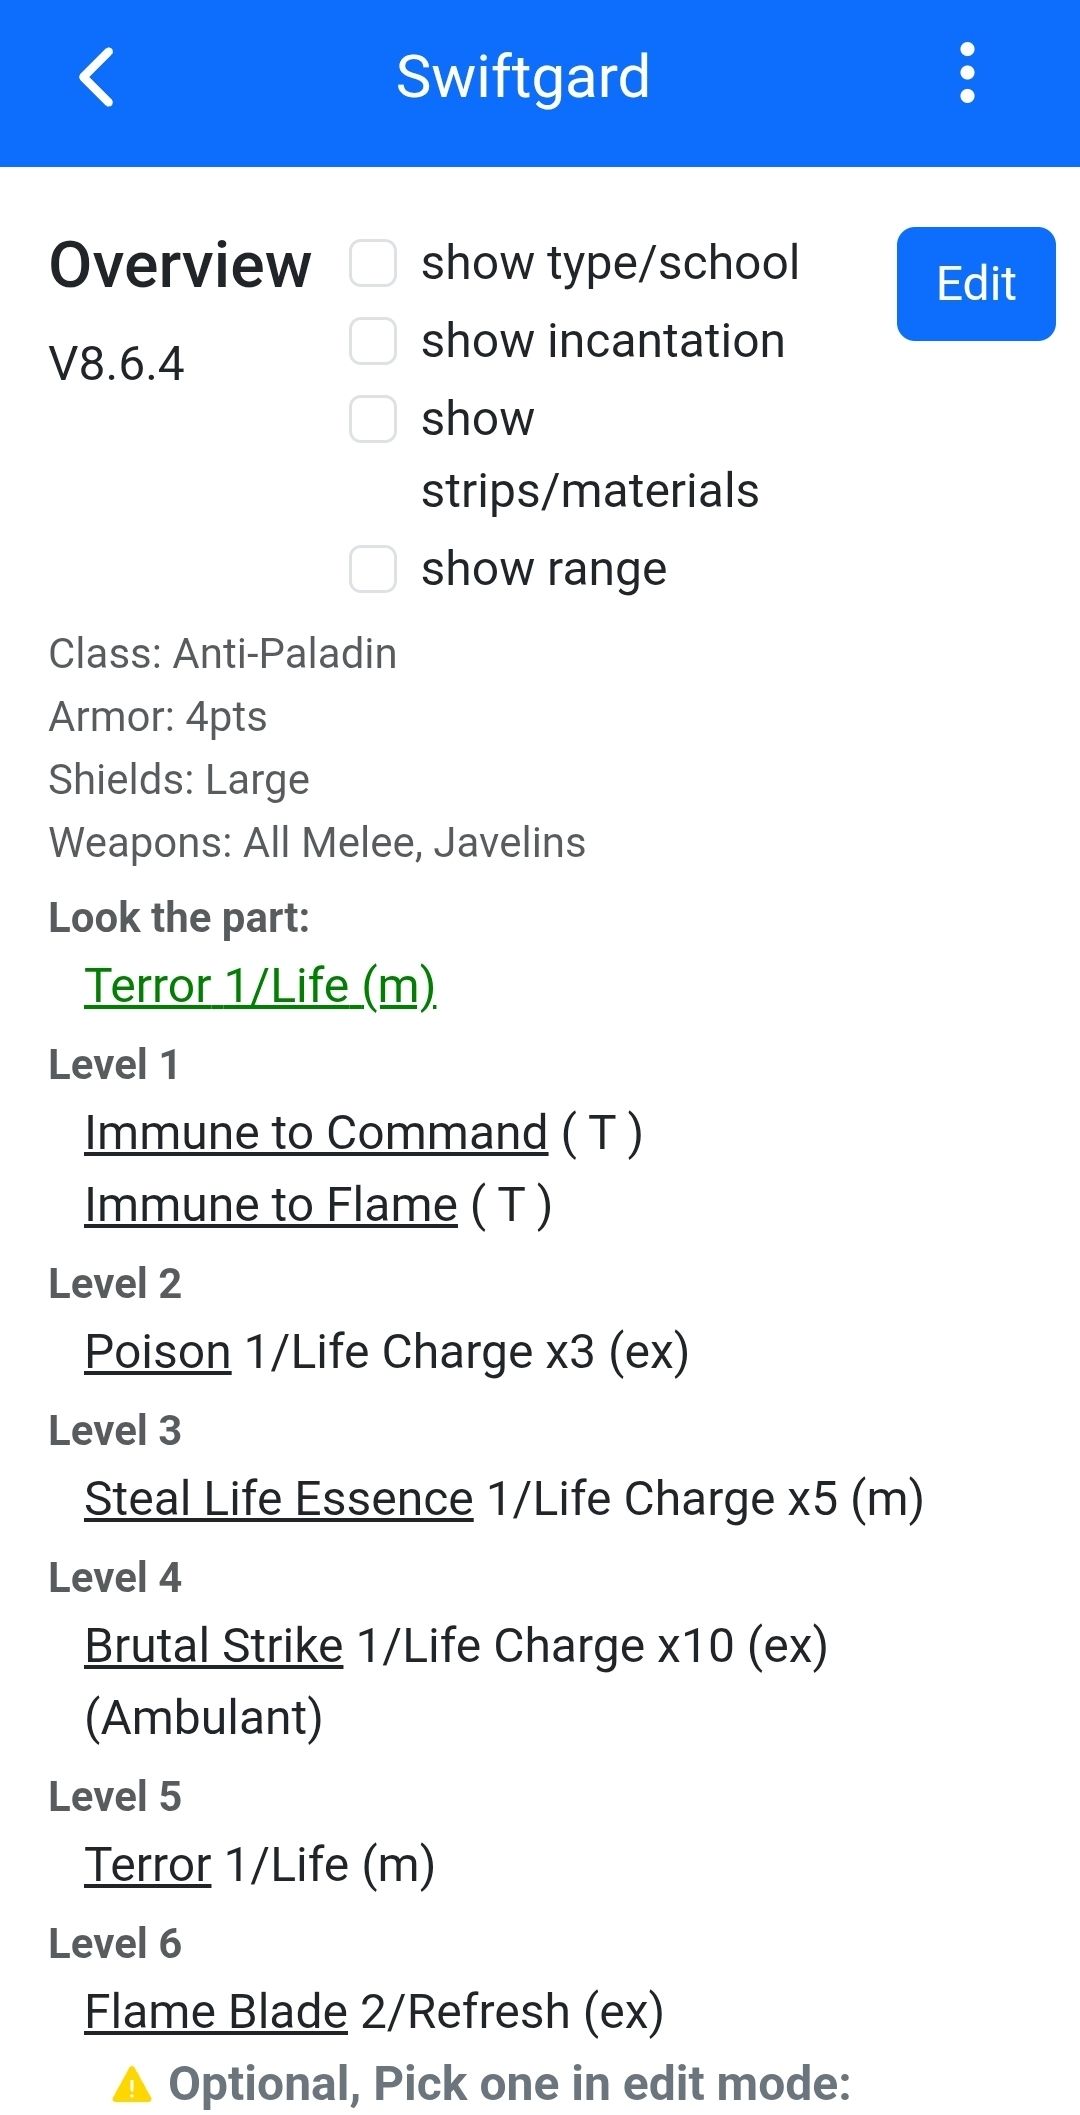 Swiftgard
Overview
V8.6.4
show type/school
show incantation
show
strips/materials
show range
Edit
Class: Anti-Paladin
Armor: 4pts
Shields: Large
Weapons: All Melee, Javelins
Look the part:
Terror 1/Life (m)
Level 1
Immune to Command ( T )
Immune to Flame ( T )
Level 2
Poison 1/Life Charge x3 (ex)
Level 3
Steal Life Essence 1/Life Charge x5 (m)
Level 4
Brutal Strike 1/Life Charge x10 (ex)
(Ambulant)
Level 5
Terror 1/Life (m)
Level 6
Flame Blade 2/Refresh (ex)
Optional, Pick one in edit mode: